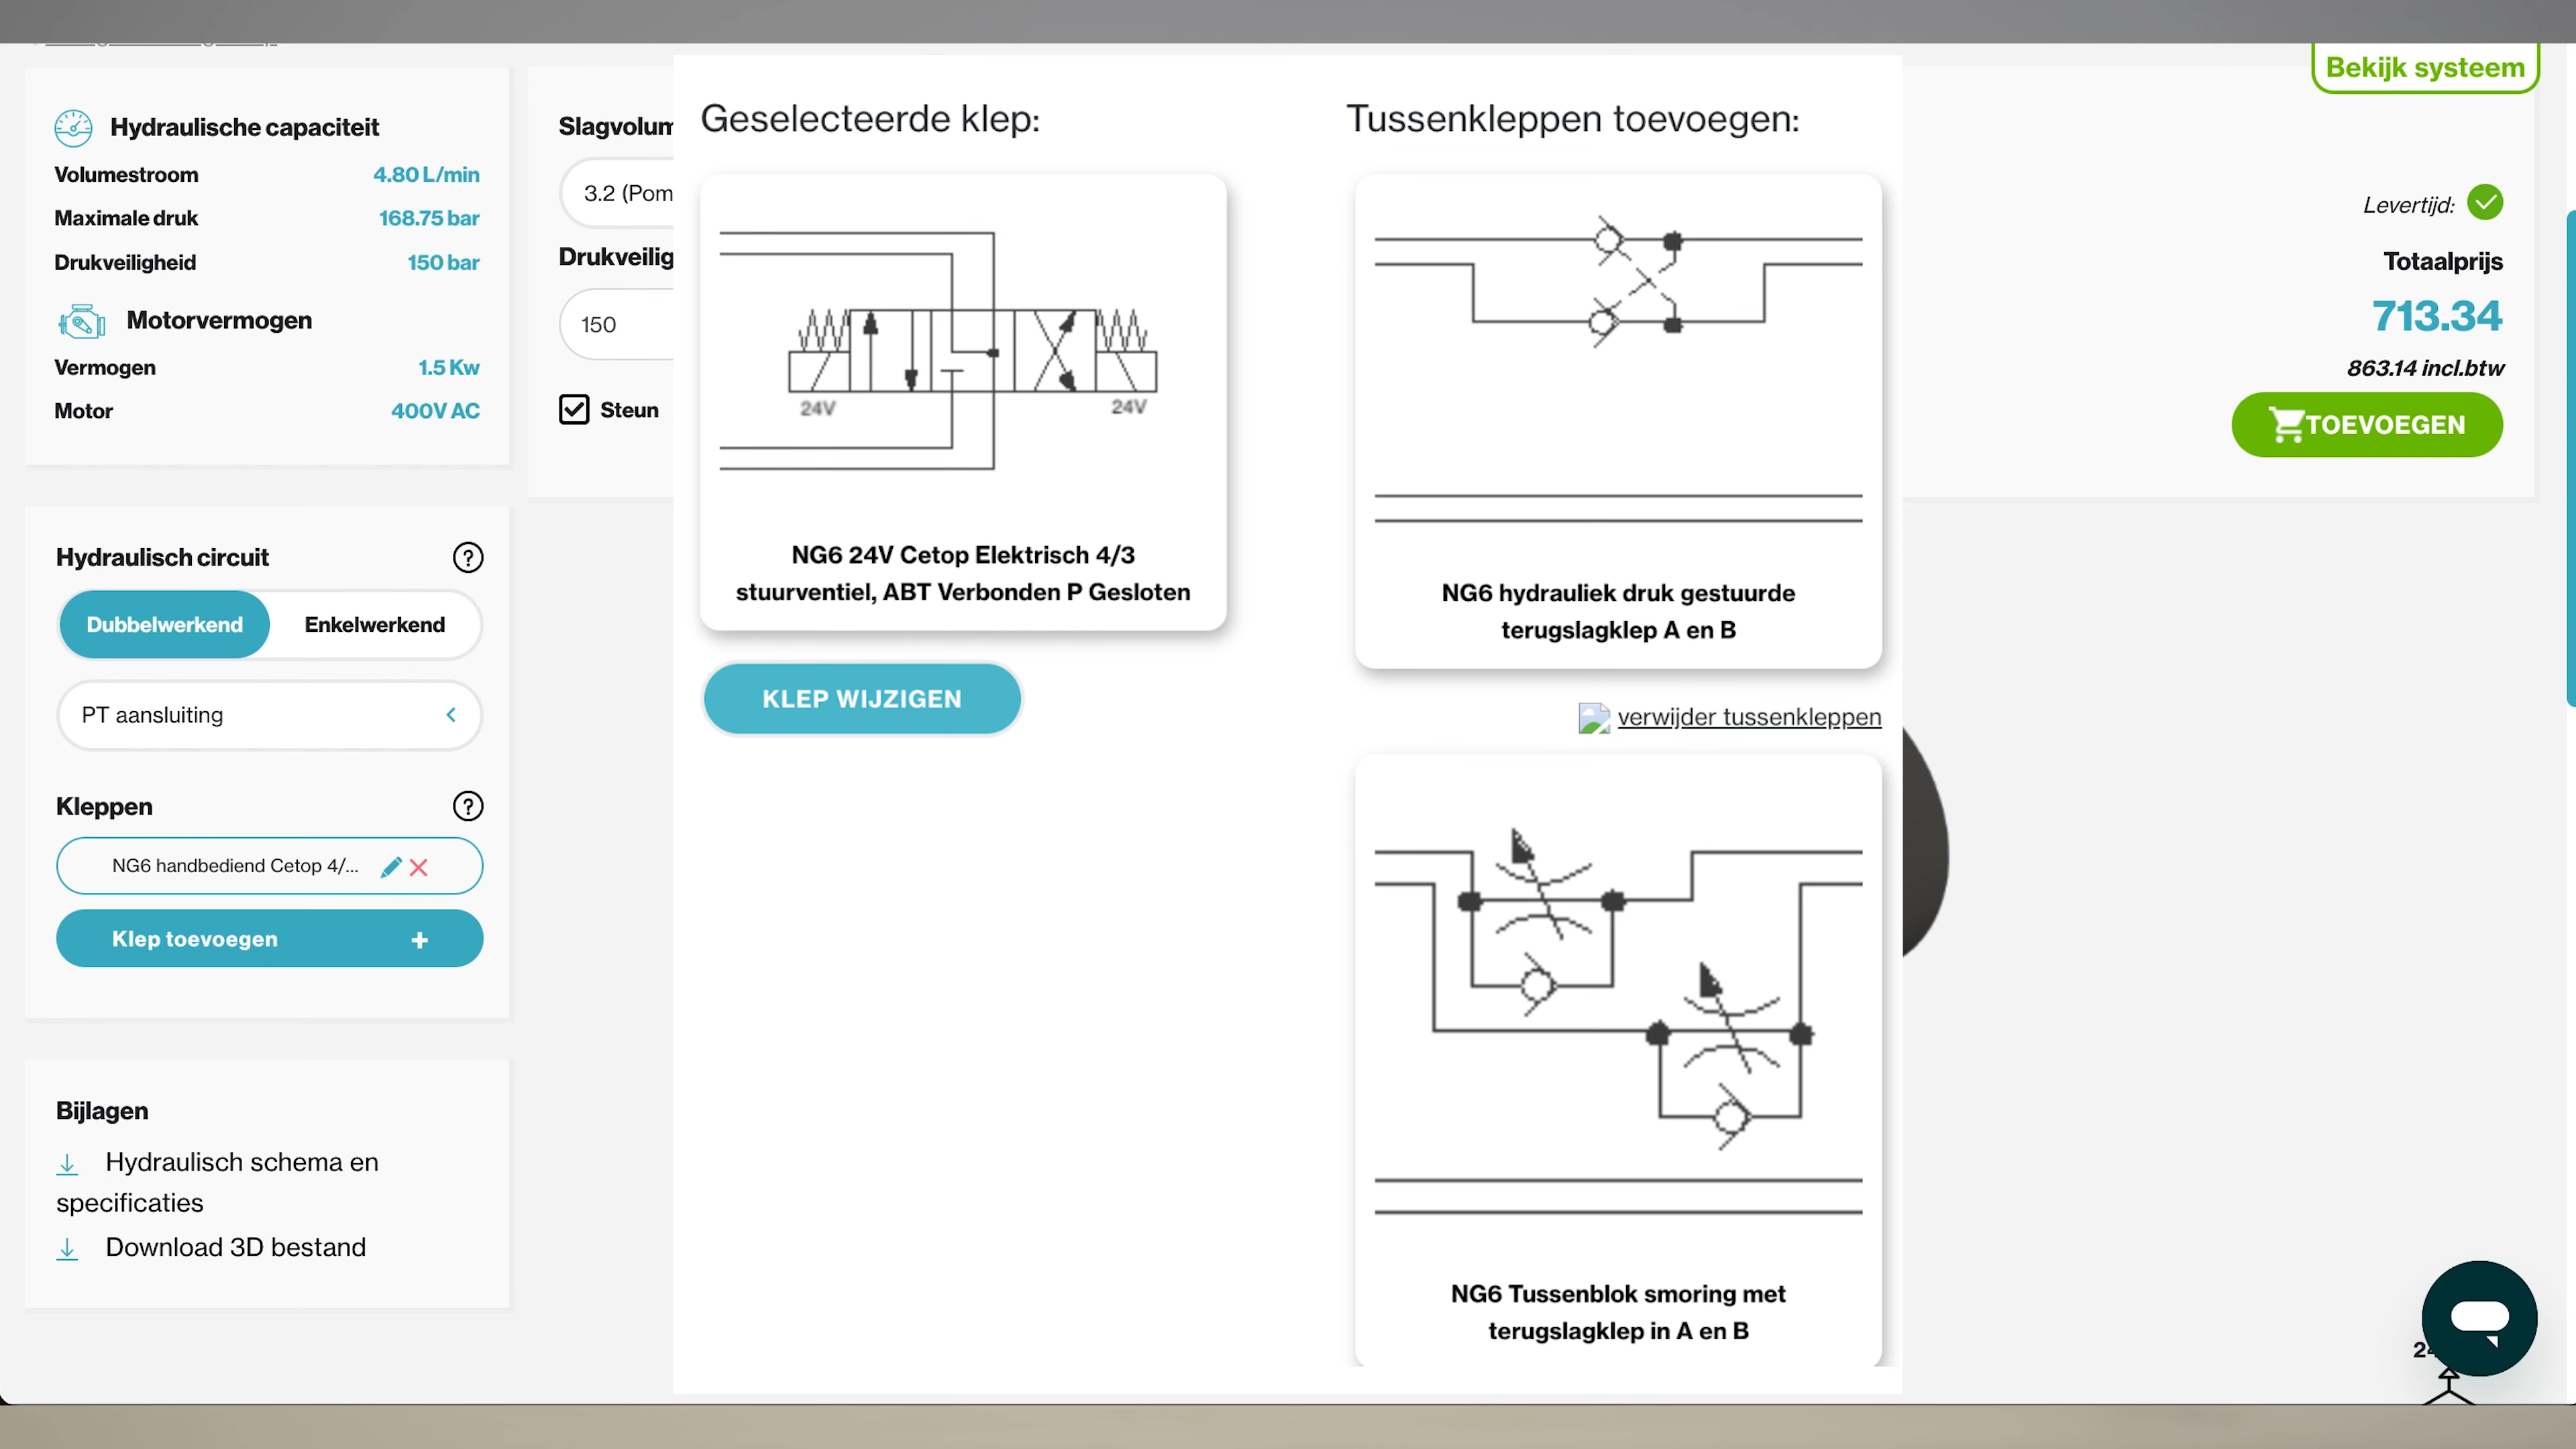 Bekijk systeem
Hydraulische capaciteit
Volumestroom 4.80 L/min
Maximale druk 168.75 bar
Drukveiligheid 150 bar
Motorvermogen
Vermogen 1.5 Kw
Motor 400V AC
Hydraulisch circuit ?
Dubbelwerkend Enkelwerkend
PT aansluiting
Kleppen ?
NG6 handbediend Cetop 4/...
Klep toevoegen +
Bijlagen
Hydraulisch schema en
specificaties
Download 3D bestand
3.2 (Pom
150
Steun
Geselecteerde klep:
24V 24V
NG6 24V Cetop Elektrisch 4/3
stuurventiel, ABT Verbonden P Gesloten
KLEP WIJZIGEN
Tussenkleppen toevoegen:
NG6 hydrauliek druk gestuurde
terugslagklep A en B
verwijder tussenkleppen
NG6 Tussenblok smoring met
terugslagklep in A en B
Levertijd:
Totaalprijs
713.34
863.14 incl.btw
TOEVOEGEN